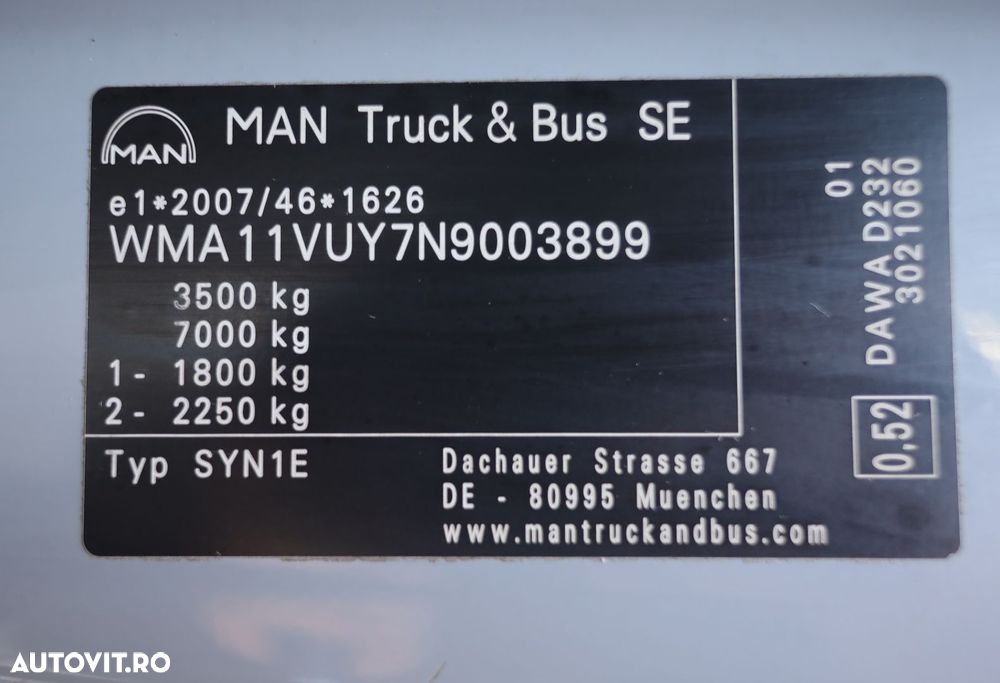 MAN
MAN Truck & Bus SE
e1*2007/46*1626
WMA11VUY7N9003899
3500 kg
7000 kg
1 - 1800 kg
2 - 2250 kg
Typ SYN1E
Dachauer Strasse 667
DE - 80995 Muenchen
www.mantruckandbus.com
01
DAWA D232
3021060
0,52
AUTOVIT.RO